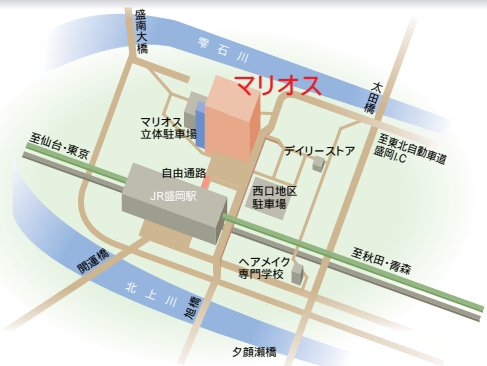 盛南
大橋
雫石川
マリオス
太田橋
マリオス
立体駐車場
至東北自動車道
盛岡I.C
デイリーストア
至仙台・東京
自由通路
JR盛岡駅
西口地区
駐車場
至秋田・青森
開運橋
ヘアメイク
専門学校
北上川
旭橋
夕顔瀬橋